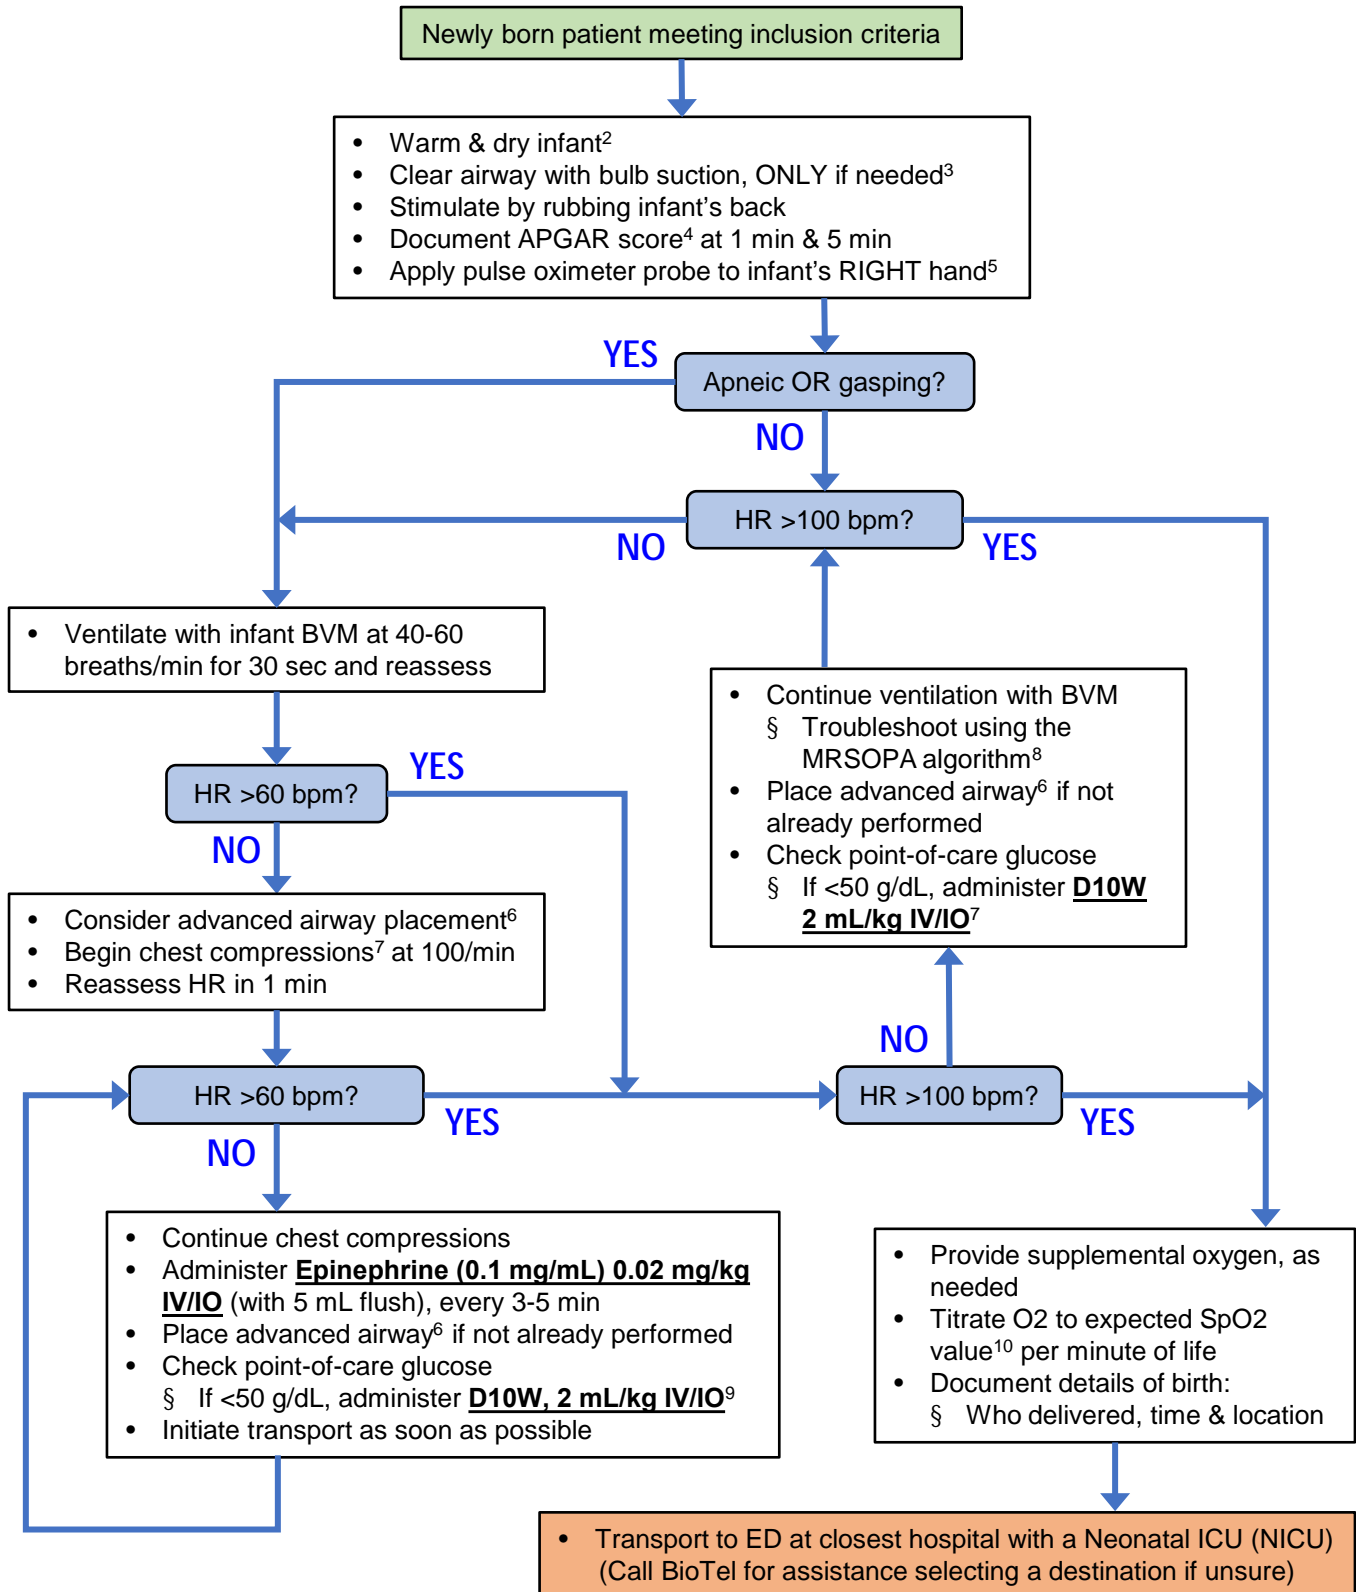 Newly born patient meeting inclusion criteria
• Warm & dry infant2
• Clear airway with bulb suction, ONLY if needed3
• Stimulate by rubbing infant’s back
• Document APGAR score4 at 1 min & 5 min
• Apply pulse oximeter probe to infant’s RIGHT hand5
YES
Apneic OR gasping?
NO
HR >100 bpm?
NO
YES
• Ventilate with infant BVM at 40-60
breaths/min for 30 sec and reassess
• Continue ventilation with BVM
§ Troubleshoot using the
MRSOPA algorithm8
• Place advanced airway6 if not
already performed
• Check point-of-care glucose
§ If <50 g/dL, administer D10W
2 mL/kg IV/IO7
YES
HR >60 bpm?
NO
• Consider advanced airway placement6
• Begin chest compressions7 at 100/min
• Reassess HR in 1 min
NO
HR >60 bpm?
YES
HR >100 bpm?
YES
NO
• Continue chest compressions
• Administer Epinephrine (0.1 mg/mL) 0.02 mg/kg
IV/IO (with 5 mL flush), every 3-5 min
• Place advanced airway6 if not already performed
• Check point-of-care glucose
§ If <50 g/dL, administer D10W, 2 mL/kg IV/IO9
• Initiate transport as soon as possible
• Provide supplemental oxygen, as
needed
• Titrate O2 to expected SpO2
value10 per minute of life
• Document details of birth:
§ Who delivered, time & location
• Transport to ED at closest hospital with a Neonatal ICU (NICU)
(Call BioTel for assistance selecting a destination if unsure)